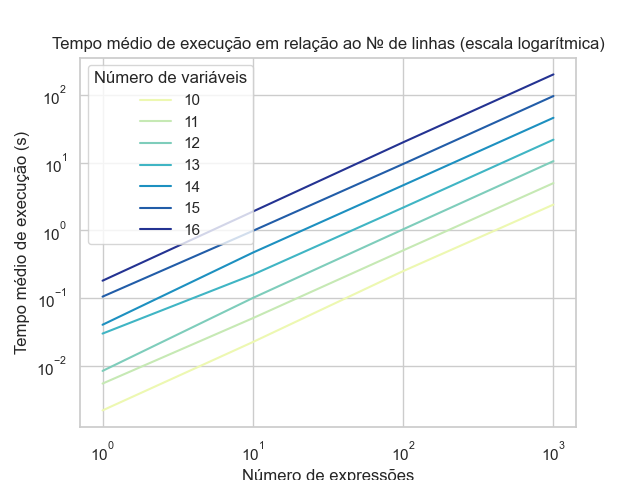 Tempo médio de execução em relação ao № de linhas (escala logarítmica)
Número de variáveis
10
11
12
13
14
15
16
Tempo médio de execução (s)
10²
10¹
10⁰
10⁻¹
10⁻²
10⁰ 10¹ 10² 10³
Número de expressões